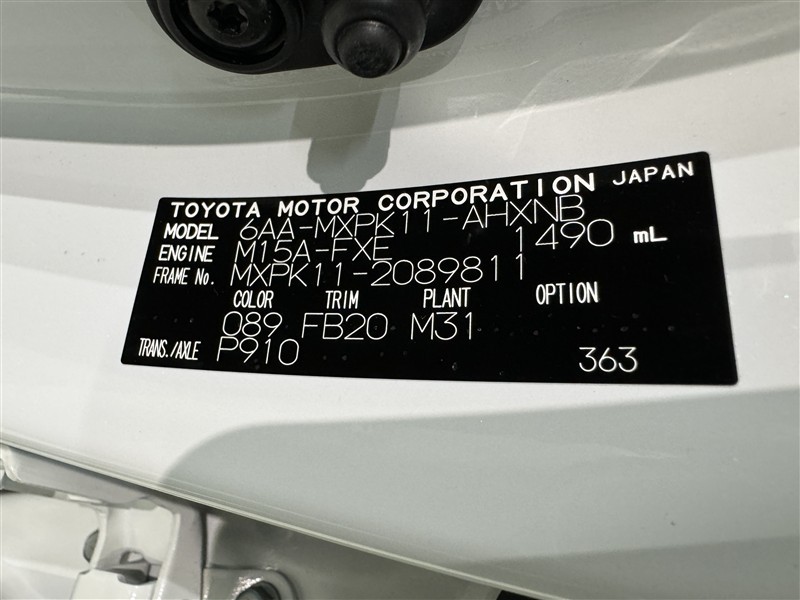 TOYOTA MOTOR CORPORATION JAPAN
MODEL 6AA-MXPK11-AHXNB
ENGINE M15A-FXE 1490 mL
FRAME No. MXPK11-2089811
COLOR TRIM PLANT OPTION
089 FB20 M31
TRANS./AXLE P910 363